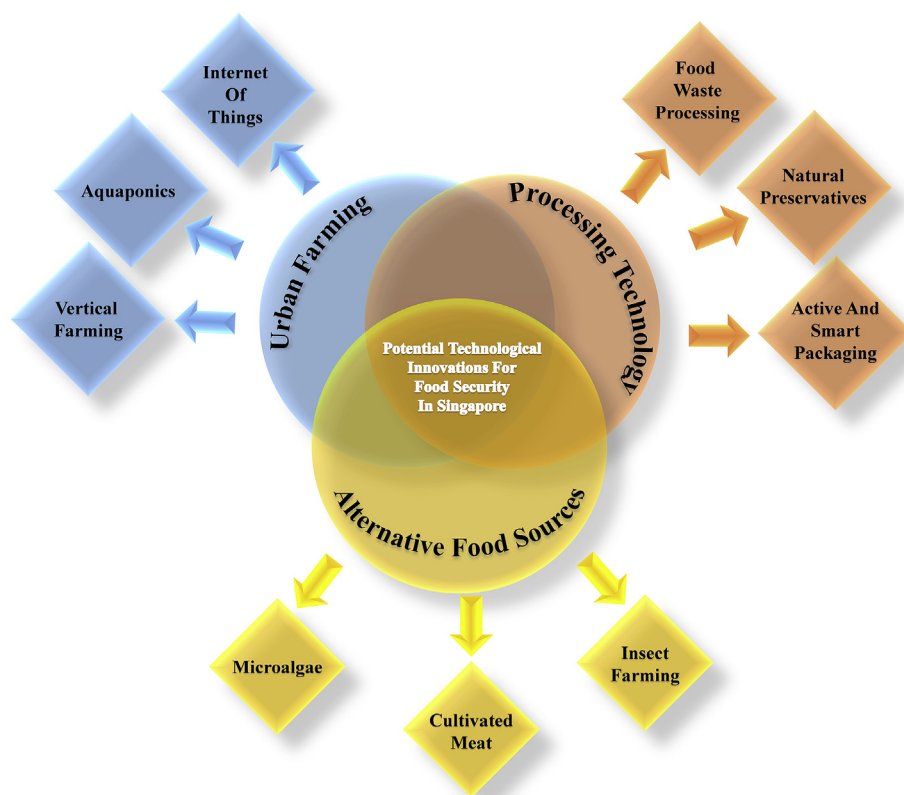 Internet
Of
Things
Aquaponics
Vertical
Farming
Urban Farming
Processing Technology
Food
Waste
Processing
Natural
Preservatives
Active And
Smart
Packaging
Potential Technological
Innovations For
Food Security
In Singapore
Alternative Food Sources
Microalgae
Cultivated
Meat
Insect
Farming